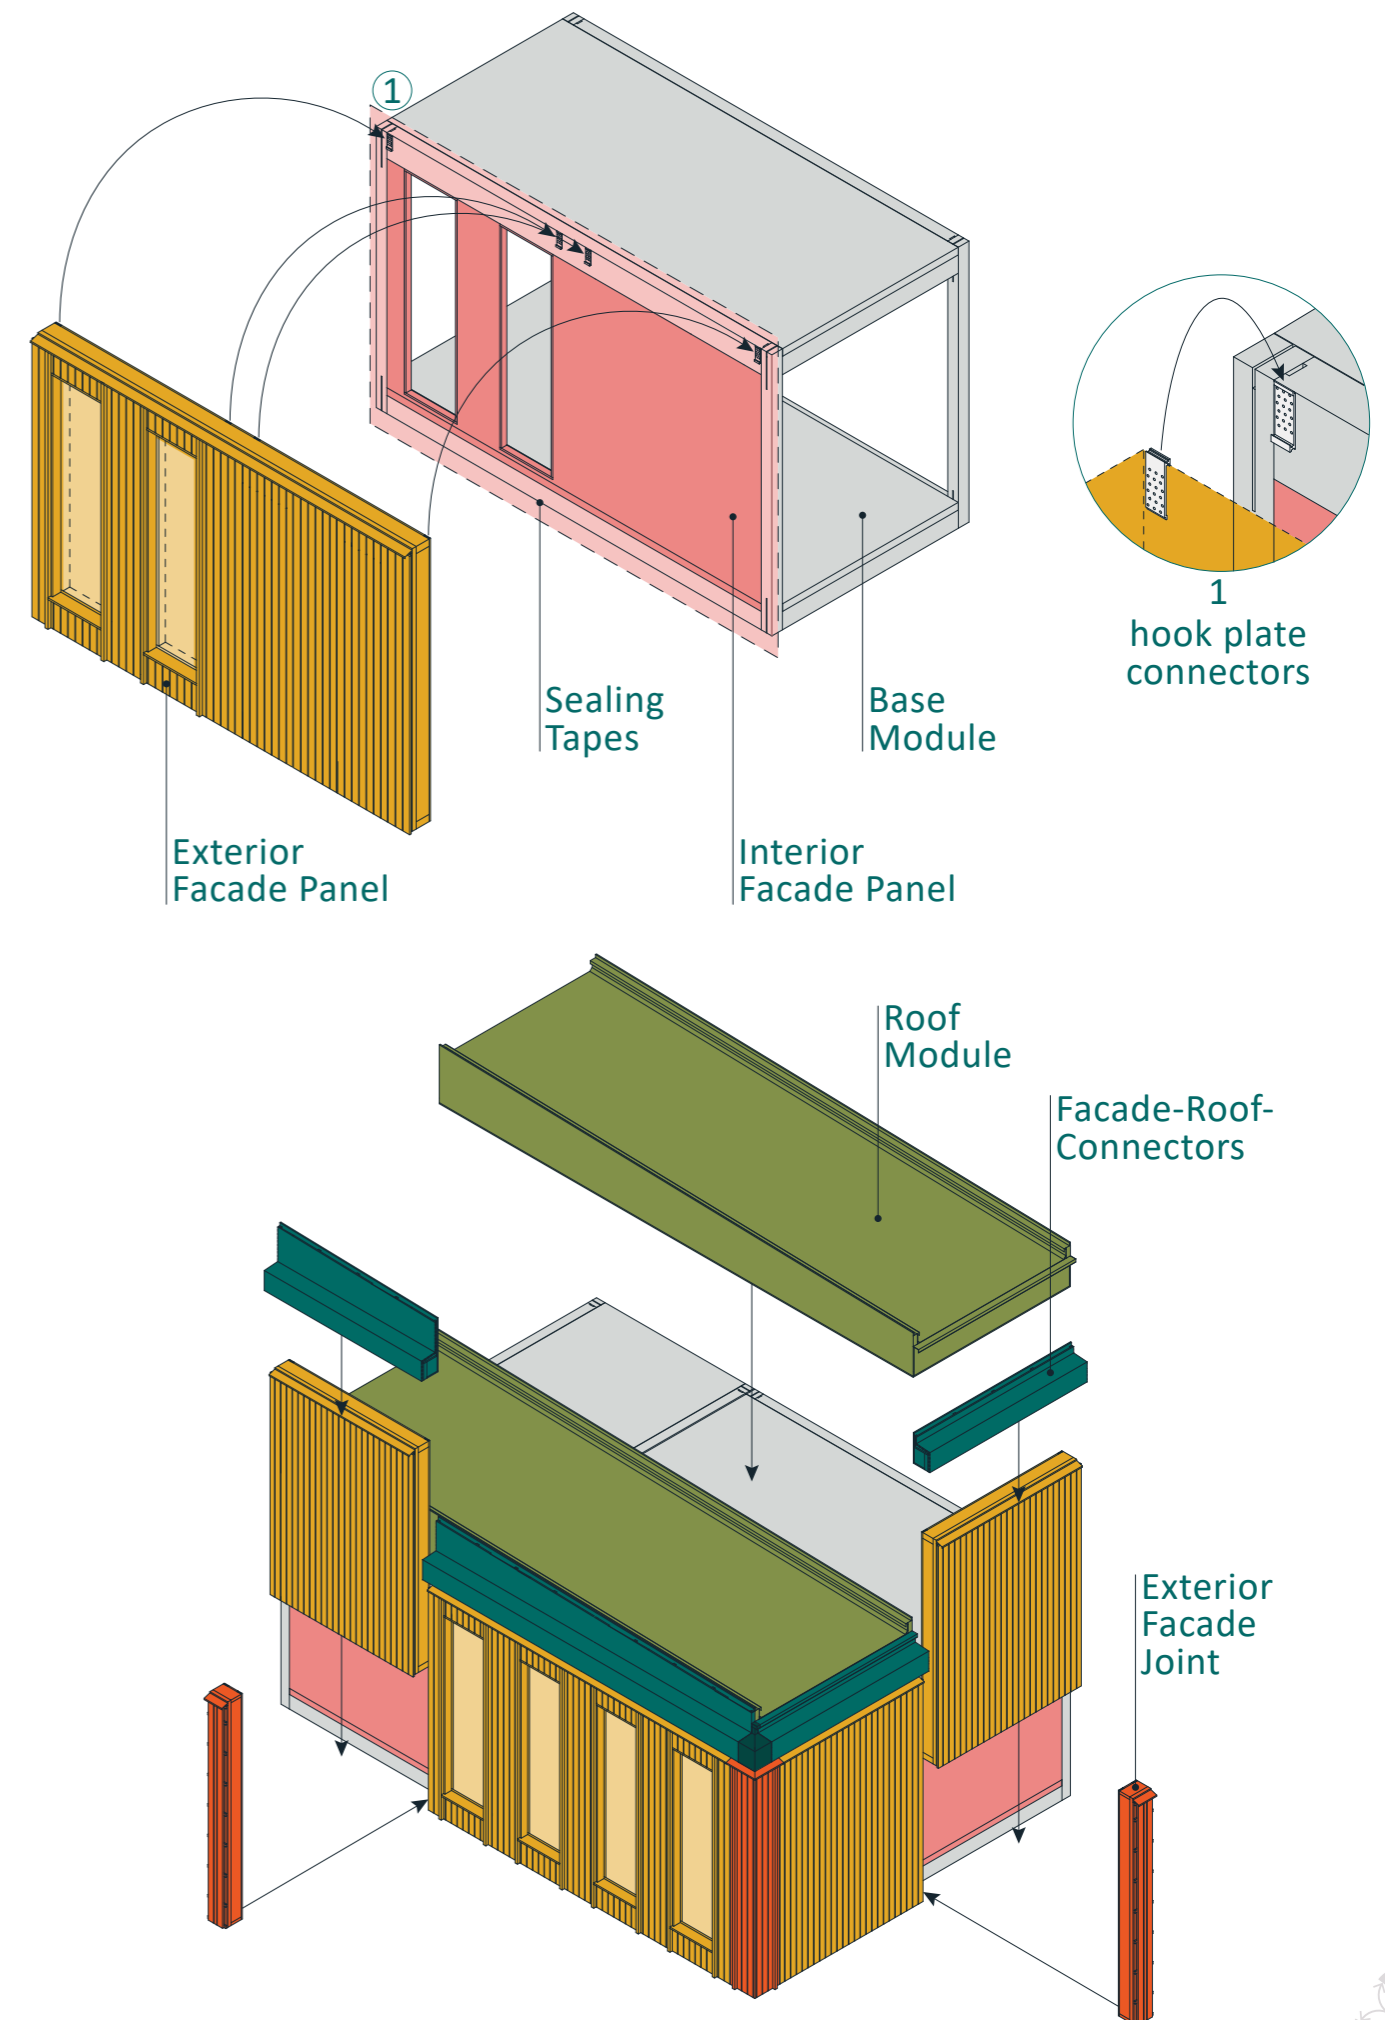 1
1
hook plate
connectors
Sealing
Tapes
Base
Module
Exterior
Facade Panel
Interior
Facade Panel
Roof
Module
Facade-Roof-
Connectors
Exterior
Facade
Joint